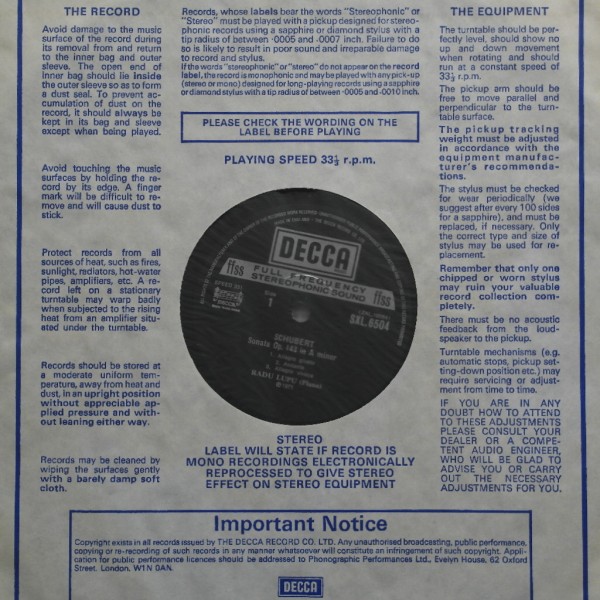 THE RECORD
Avoid damage to the music
surface of the record during
its removal from and return
to the inner bag and outer
sleeve. The open end of
inner bag should lie inside
the outer sleeve so as to form
a dust seal. To prevent ac-
cumulation of dust on the
record, it should always be
kept in its bag and sleeve
except when being played.
Avoid touching the music
surfaces by holding the re-
cord by its edge. A finger
mark will be difficult to re-
move and will cause dust to
stick.
Protect records from all
sources of heat, such as fires,
sunlight, radiators, hot-water
pipes, amplifiers, etc. A re-
cord left on a stationary
turntable may warp badly
when subjected to the rising
heat from an amplifier situ-
ated under the turntable.
Records should be stored at
a moderate uniform tem-
perature, away from heat and
dust, in an upright position
without appreciable ap-
plied pressure and with-
out leaning either way.
Records may be cleaned by
wiping the surfaces gently
with a barely damp soft
cloth.
Records, whose labels bear the words "Stereophonic" or
"Stereo" must be played with a pickup designed for stereo-
phonic records using a sapphire or diamond stylus with a
tip radius of between ·0005 and ·0007 inch. Failure to do
so is likely to result in poor sound and irreparable damage
to record and stylus.
If the words "stereophonic" or "stereo" do not appear on the record
label, the record is monophonic and may be played with any pick-up
(stereo or mono) designed for long-playing records using a sapphire
or diamond stylus with a tip radius of between ·0005 and ·0010 inch.
PLEASE CHECK THE WORDING ON THE
LABEL BEFORE PLAYING
PLAYING SPEED 33⅓ r.p.m.
DECCA
ffss FULL FREQUENCY ffss
STEREOPHONIC SOUND
SPEED 33⅓
Side
1
SXL.6504
SCHUBERT
Sonata Op. 143 in A minor
RADU LUPU (Piano)
STEREO
LABEL WILL STATE IF RECORD IS
MONO RECORDINGS ELECTRONICALLY
REPROCESSED TO GIVE STEREO
EFFECT ON STEREO EQUIPMENT
THE EQUIPMENT
The turntable should be per-
fectly level, should show no
up and down movement
when rotating and should
run at a constant speed of
33⅓ r.p.m.
The pickup arm should be
free to move parallel and
perpendicular to the turn-
table surface.
The pickup tracking
weight must be adjusted
in accordance with the
equipment manufac-
turer's recommenda-
tions.
The stylus must be checked
for wear periodically (we
suggest after every 100 sides
for a sapphire), and must be
replaced, if necessary. Only
the correct type and size of
stylus may be used for re-
placement.
Remember that only one
chipped or worn stylus
may ruin your valuable
record collection com-
pletely.
There must be no acoustic
feedback from the loud-
speaker to the pickup.
Turntable mechanisms (e.g.
automatic stops, pickup set-
ting-down position etc.) may
require servicing or adjust-
ment from time to time.
IF YOU ARE IN ANY
DOUBT HOW TO ATTEND
TO THESE ADJUSTMENTS
PLEASE CONSULT YOUR
DEALER OR A COMPE-
TENT AUDIO ENGINEER,
WHO WILL BE GLAD TO
ADVISE YOU OR CARRY
OUT THE NECESSARY
ADJUSTMENTS FOR YOU.
Important Notice
Copyright exists in all records issued by THE DECCA RECORD CO. LTD. Any unauthorised broadcasting, public performance,
copying or re-recording of such records in any manner whatsoever will constitute an infringement of such copyright. Appli-
cation for public performance licences should be addressed to Phonographic Performances Ltd., Evelyn House, 62 Oxford
Street, London, W1N 0AN.
DECCA